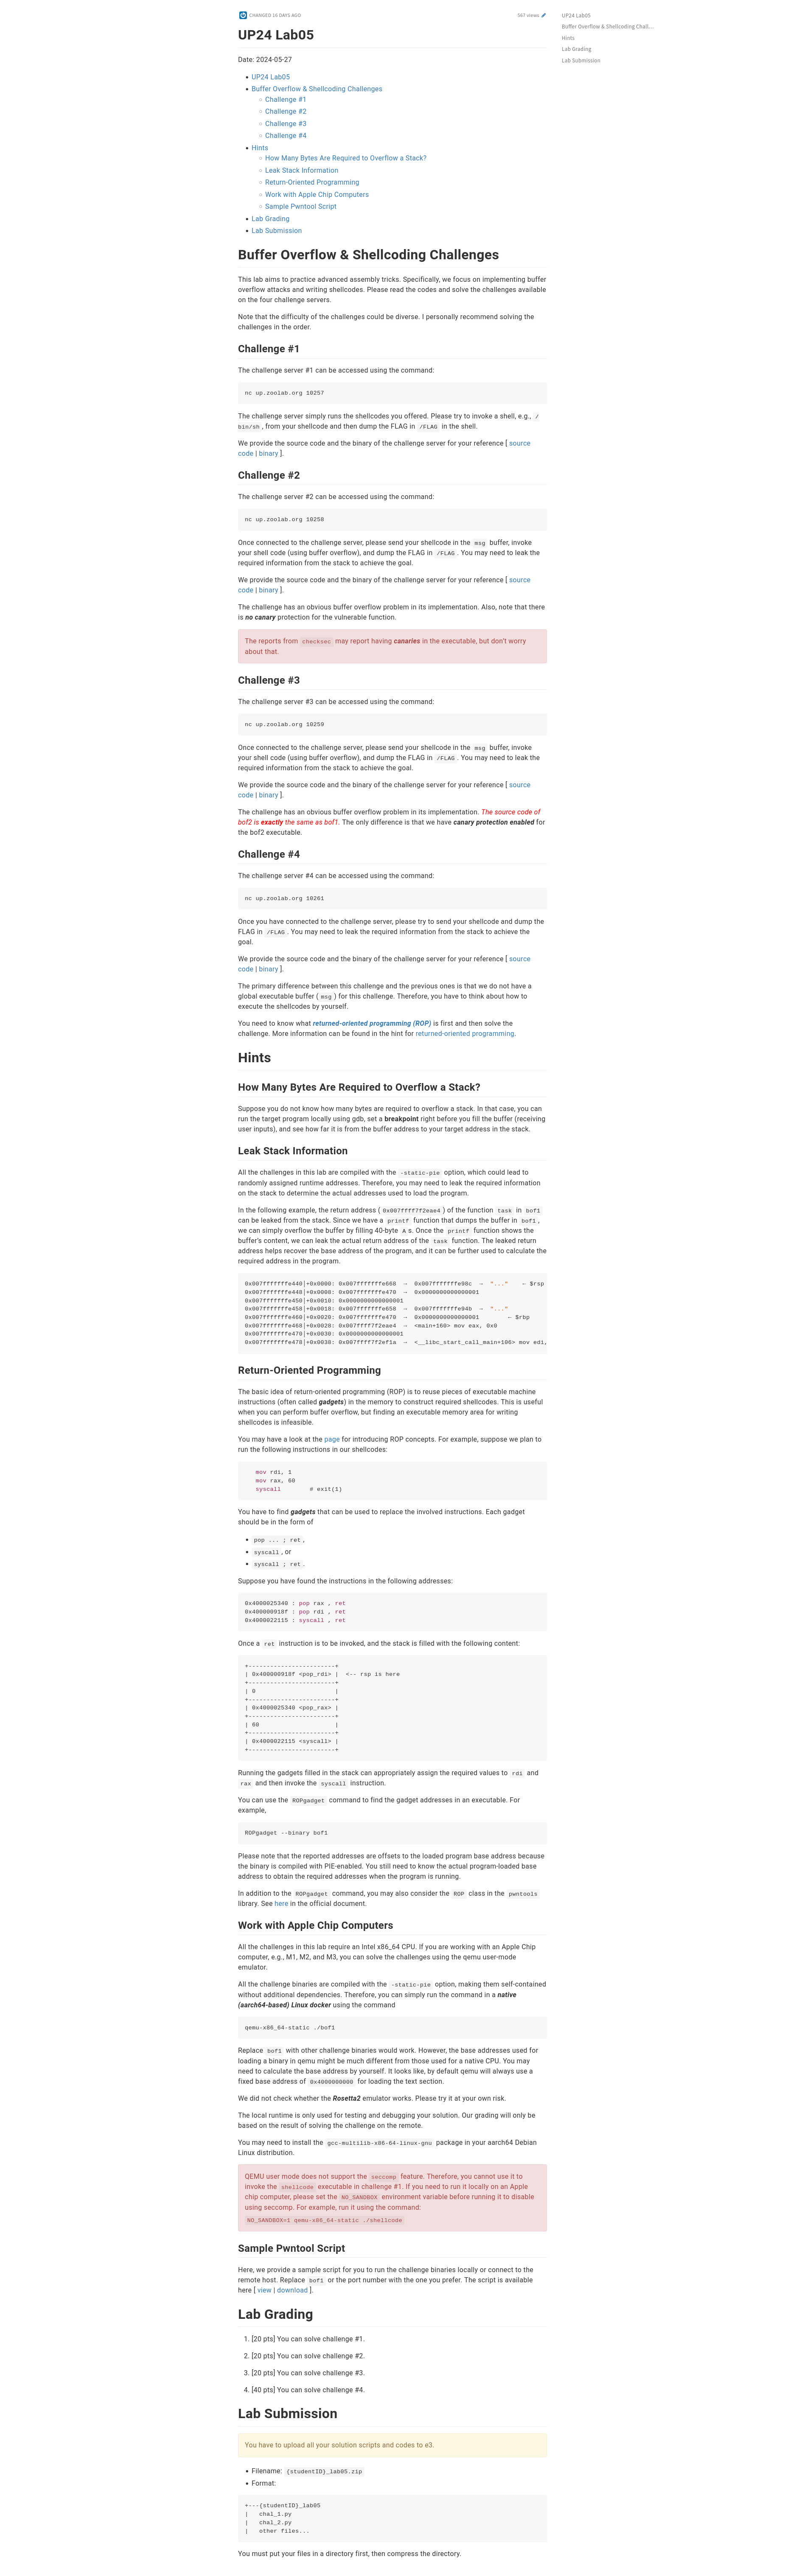 CHANGED 16 DAYS AGO
567 views
UP24 Lab05
Date: 2024-05-27
UP24 Lab05
Buffer Overflow & Shellcoding Challenges
Challenge #1
Challenge #2
Challenge #3
Challenge #4
Hints
How Many Bytes Are Required to Overflow a Stack?
Leak Stack Information
Return-Oriented Programming
Work with Apple Chip Computers
Sample Pwntool Script
Lab Grading
Lab Submission
UP24 Lab05
Buffer Overflow & Shellcoding Chall...
Hints
Lab Grading
Lab Submission
Buffer Overflow & Shellcoding Challenges
This lab aims to practice advanced assembly tricks. Specifically, we focus on implementing buffer
overflow attacks and writing shellcodes. Please read the codes and solve the challenges available
on the four challenge servers.
Note that the difficulty of the challenges could be diverse. I personally recommend solving the
challenges in the order.
Challenge #1
The challenge server #1 can be accessed using the command:
nc up.zoolab.org 10257
The challenge server simply runs the shellcodes you offered. Please try to invoke a shell, e.g., /
bin/sh , from your shellcode and then dump the FLAG in /FLAG in the shell.
We provide the source code and the binary of the challenge server for your reference [ source
code | binary ].
Challenge #2
The challenge server #2 can be accessed using the command:
nc up.zoolab.org 10258
Once connected to the challenge server, please send your shellcode in the msg buffer, invoke
your shell code (using buffer overflow), and dump the FLAG in /FLAG . You may need to leak the
required information from the stack to achieve the goal.
We provide the source code and the binary of the challenge server for your reference [ source
code | binary ].
The challenge has an obvious buffer overflow problem in its implementation. Also, note that there
is no canary protection for the vulnerable function.
The reports from checksec may report having canaries in the executable, but don't worry
about that.
Challenge #3
The challenge server #3 can be accessed using the command:
nc up.zoolab.org 10259
Once connected to the challenge server, please send your shellcode in the msg buffer, invoke
your shell code (using buffer overflow), and dump the FLAG in /FLAG . You may need to leak the
required information from the stack to achieve the goal.
We provide the source code and the binary of the challenge server for your reference [ source
code | binary ].
The challenge has an obvious buffer overflow problem in its implementation. The source code of
bof2 is exactly the same as bof1. The only difference is that we have canary protection enabled for
the bof2 executable.
Challenge #4
The challenge server #4 can be accessed using the command:
nc up.zoolab.org 10261
Once you have connected to the challenge server, please try to send your shellcode and dump the
FLAG in /FLAG . You may need to leak the required information from the stack to achieve the
goal.
We provide the source code and the binary of the challenge server for your reference [ source
code | binary ].
The primary difference between this challenge and the previous ones is that we do not have a
global executable buffer ( msg ) for this challenge. Therefore, you have to think about how to
execute the shellcodes by yourself.
You need to know what returned-oriented programming (ROP) is first and then solve the
challenge. More information can be found in the hint for returned-oriented programming.
Hints
How Many Bytes Are Required to Overflow a Stack?
Suppose you do not know how many bytes are required to overflow a stack. In that case, you can
run the target program locally using gdb, set a breakpoint right before you fill the buffer (receiving
user inputs), and see how far it is from the buffer address to your target address in the stack.
Leak Stack Information
All the challenges in this lab are compiled with the -static-pie option, which could lead to
randomly assigned runtime addresses. Therefore, you may need to leak the required information
on the stack to determine the actual addresses used to load the program.
In the following example, the return address ( 0x007ffff7f2eae4 ) of the function task in bof1
can be leaked from the stack. Since we have a printf function that dumps the buffer in bof1 ,
we can simply overflow the buffer by filling 40-byte A s. Once the printf function shows the
buffer's content, we can leak the actual return address of the task function. The leaked return
address helps recover the base address of the program, and it can be further used to calculate the
required address in the program.
0x007fffffffe440│+0x0000: 0x007fffffffe668 → 0x007fffffffe98c → "..." ← $rsp
0x007fffffffe448│+0x0008: 0x007fffffffe470 → 0x0000000000000001
0x007fffffffe450│+0x0010: 0x0000000000000001
0x007fffffffe458│+0x0018: 0x007fffffffe658 → 0x007fffffffe94b → "..."
0x007fffffffe460│+0x0020: 0x007fffffffe470 → 0x0000000000000001 ← $rbp
0x007fffffffe468│+0x0028: 0x007ffff7f2eae4 → <main+160> mov eax, 0x0
0x007fffffffe470│+0x0030: 0x0000000000000001
0x007fffffffe478│+0x0038: 0x007ffff7f2ef1a → <__libc_start_call_main+106> mov edi,
Return-Oriented Programming
The basic idea of return-oriented programming (ROP) is to reuse pieces of executable machine
instructions (often called gadgets) in the memory to construct required shellcodes. This is useful
when you can perform buffer overflow, but finding an executable memory area for writing
shellcodes is infeasible.
You may have a look at the page for introducing ROP concepts. For example, suppose we plan to
run the following instructions in our shellcodes:
mov rdi, 1
mov rax, 60
syscall # exit(1)
You have to find gadgets that can be used to replace the involved instructions. Each gadget
should be in the form of
pop ... ; ret ,
syscall , or
syscall ; ret .
Suppose you have found the instructions in the following addresses:
0x4000025340 : pop rax , ret
0x400000918f : pop rdi , ret
0x4000022115 : syscall , ret
Once a ret instruction is to be invoked, and the stack is filled with the following content:
+------------------------+
| 0x400000918f <pop_rdi> | <-- rsp is here
+------------------------+
| 0 |
+------------------------+
| 0x4000025340 <pop_rax> |
+------------------------+
| 60 |
+------------------------+
| 0x4000022115 <syscall> |
+------------------------+
Running the gadgets filled in the stack can appropriately assign the required values to rdi and
rax and then invoke the syscall instruction.
You can use the ROPgadget command to find the gadget addresses in an executable. For
example,
ROPgadget --binary bof1
Please note that the reported addresses are offsets to the loaded program base address because
the binary is compiled with PIE-enabled. You still need to know the actual program-loaded base
address to obtain the required addresses when the program is running.
In addition to the ROPgadget command, you may also consider the ROP class in the pwntools
library. See here in the official document.
Work with Apple Chip Computers
All the challenges in this lab require an Intel x86_64 CPU. If you are working with an Apple Chip
computer, e.g., M1, M2, and M3, you can solve the challenges using the qemu user-mode
emulator.
All the challenge binaries are compiled with the -static-pie option, making them self-contained
without additional dependencies. Therefore, you can simply run the command in a native
(aarch64-based) Linux docker using the command
qemu-x86_64-static ./bof1
Replace bof1 with other challenge binaries would work. However, the base addresses used for
loading a binary in qemu might be much different from those used for a native CPU. You may
need to calculate the base address by yourself. It looks like, by default qemu will always use a
fixed base address of 0x4000000000 for loading the text section.
We did not check whether the Rosetta2 emulator works. Please try it at your own risk.
The local runtime is only used for testing and debugging your solution. Our grading will only be
based on the result of solving the challenge on the remote.
You may need to install the gcc-multilib-x86-64-linux-gnu package in your aarch64 Debian
Linux distribution.
QEMU user mode does not support the seccomp feature. Therefore, you cannot use it to
invoke the shellcode executable in challenge #1. If you need to run it locally on an Apple
chip computer, please set the NO_SANDBOX environment variable before running it to disable
using seccomp. For example, run it using the command:
NO_SANDBOX=1 qemu-x86_64-static ./shellcode
Sample Pwntool Script
Here, we provide a sample script for you to run the challenge binaries locally or connect to the
remote host. Replace bof1 or the port number with the one you prefer. The script is available
here [ view | download ].
Lab Grading
1. [20 pts] You can solve challenge #1.
2. [20 pts] You can solve challenge #2.
3. [20 pts] You can solve challenge #3.
4. [40 pts] You can solve challenge #4.
Lab Submission
You have to upload all your solution scripts and codes to e3.
Filename: {studentID}_lab05.zip
Format:
+---{studentID}_lab05
| chal_1.py
| chal_2.py
| other files...
You must put your files in a directory first, then compress the directory.